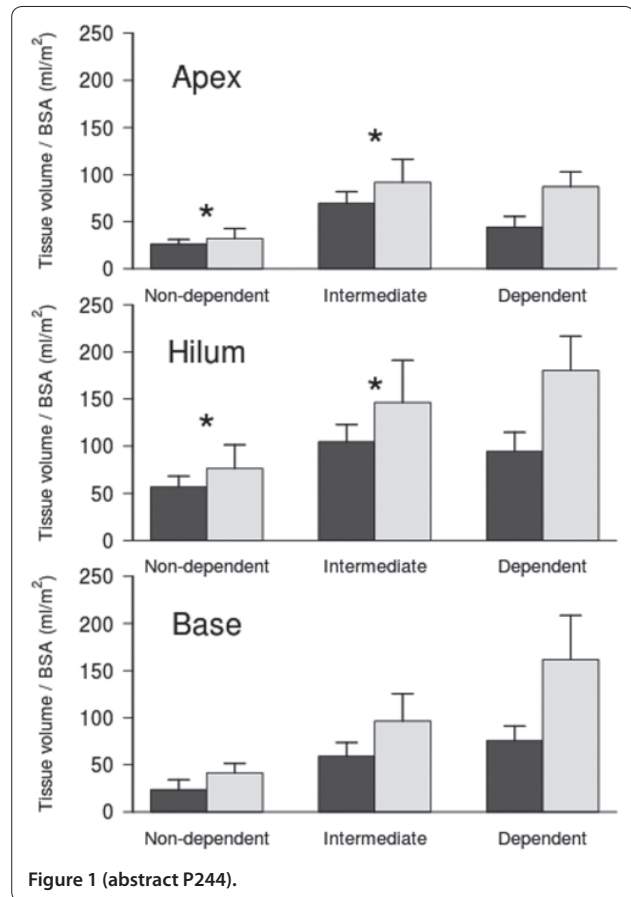 250
200
150
100
50
0
Tissue volume / BSA (ml/m²)
Apex
*
*
Non-dependent Intermediate Dependent
250
200
150
100
50
0
Tissue volume / BSA (ml/m²)
Hilum
*
*
Non-dependent Intermediate Dependent
250
200
150
100
50
0
Tissue volume / BSA (ml/m²)
Base
Non-dependent Intermediate Dependent
Figure 1 (abstract P244).